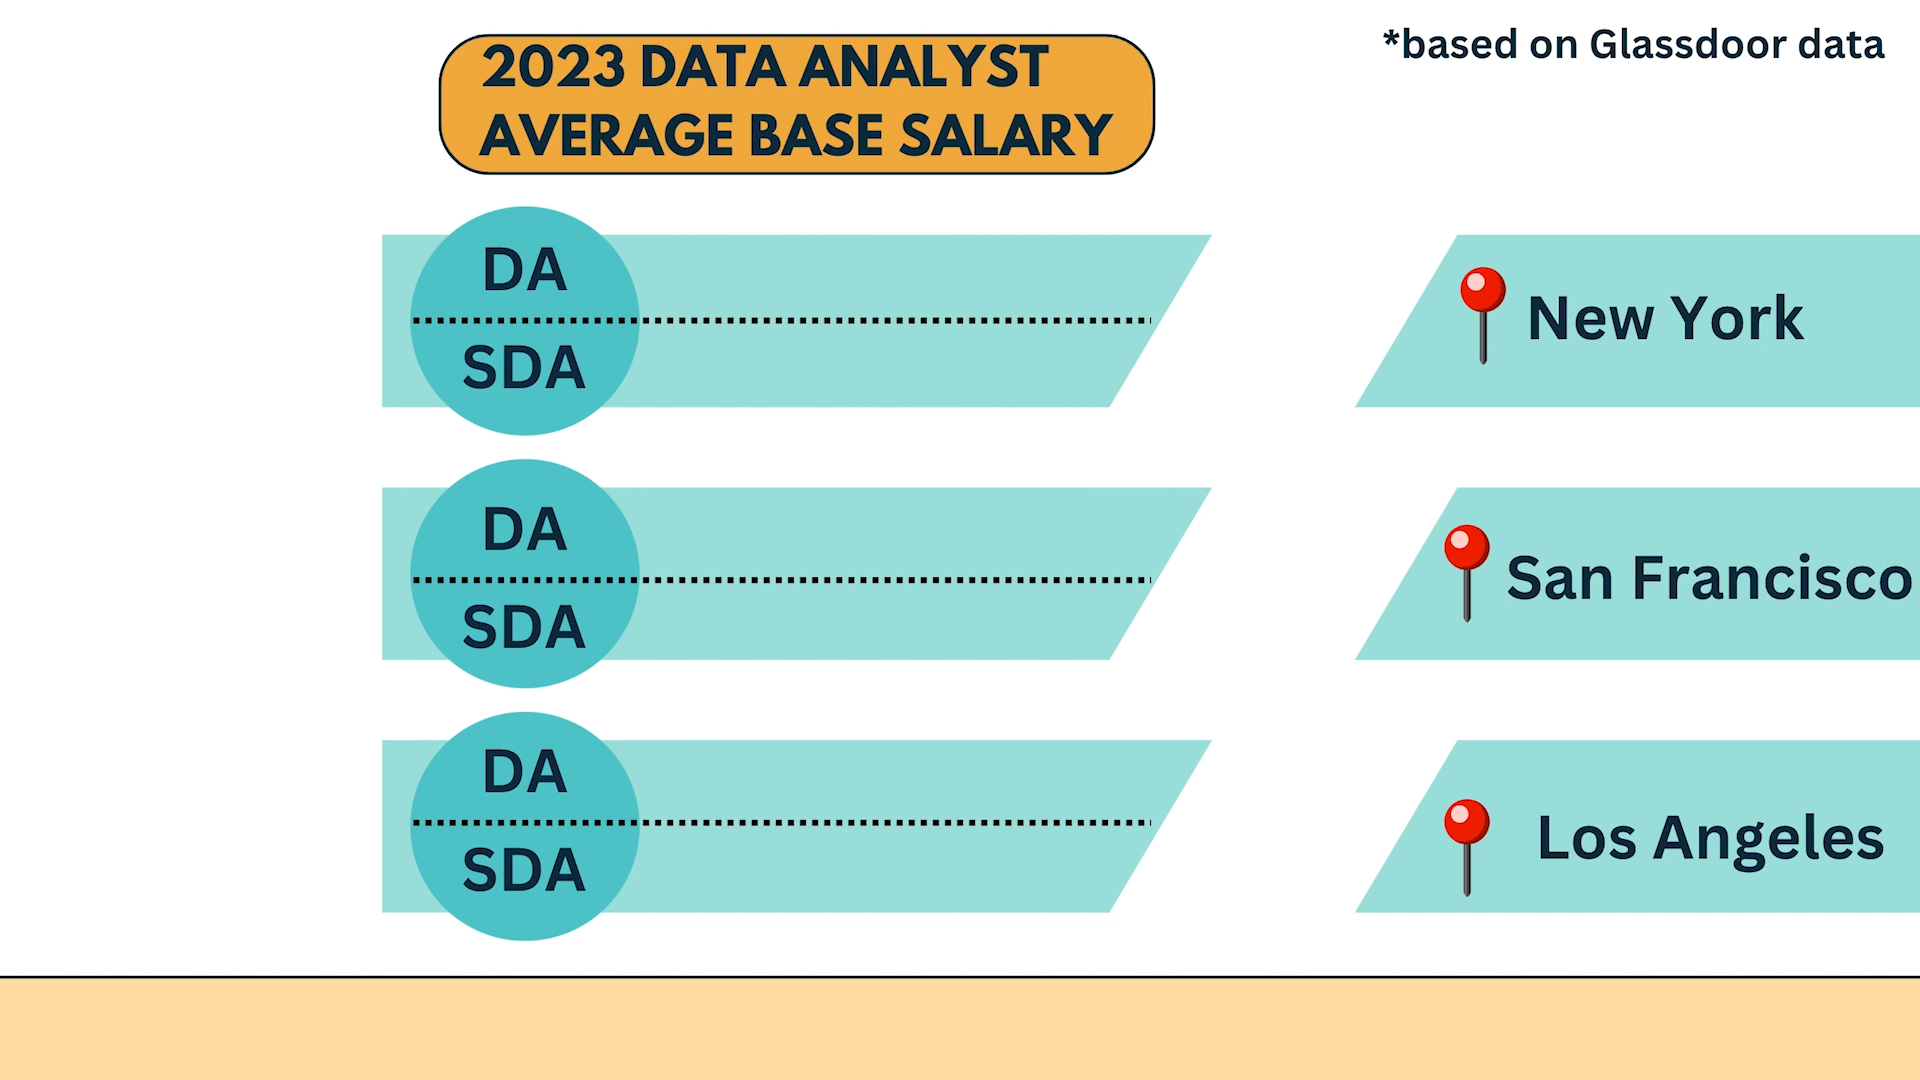 *based on Glassdoor data
2023 DATA ANALYST
AVERAGE BASE SALARY
DA
SDA
New York
DA
SDA
San Francisco
DA
SDA
Los Angeles